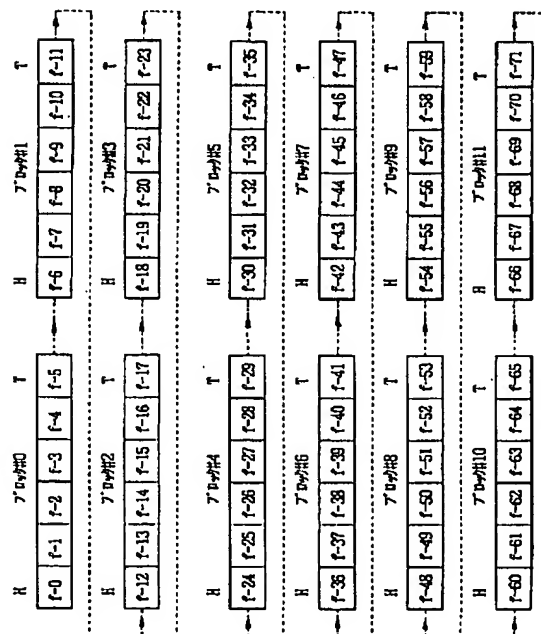 H ブロック#0 T H ブロック#1 T
f-0 f-1 f-2 f-3 f-4 f-5 f-6 f-7 f-8 f-9 f-10 f-11
H ブロック#2 T H ブロック#3 T
f-12 f-13 f-14 f-15 f-16 f-17 f-18 f-19 f-20 f-21 f-22 f-23
H ブロック#4 T H ブロック#5 T
f-24 f-25 f-26 f-27 f-28 f-29 f-30 f-31 f-32 f-33 f-34 f-35
H ブロック#6 T H ブロック#7 T
f-36 f-37 f-38 f-39 f-40 f-41 f-42 f-43 f-44 f-45 f-46 f-47
H ブロック#8 T H ブロック#9 T
f-48 f-49 f-50 f-51 f-52 f-53 f-54 f-55 f-56 f-57 f-58 f-59
H ブロック#10 T H ブロック#11 T
f-60 f-61 f-62 f-63 f-64 f-65 f-66 f-67 f-68 f-69 f-70 f-71